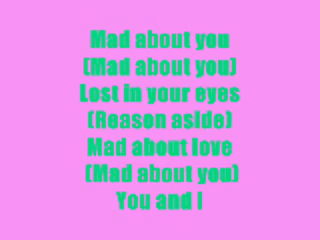 Mad about you
(Mad about you)
Lost in your eyes
(Reason aside)
Mad about love
(Mad about you)
You and I